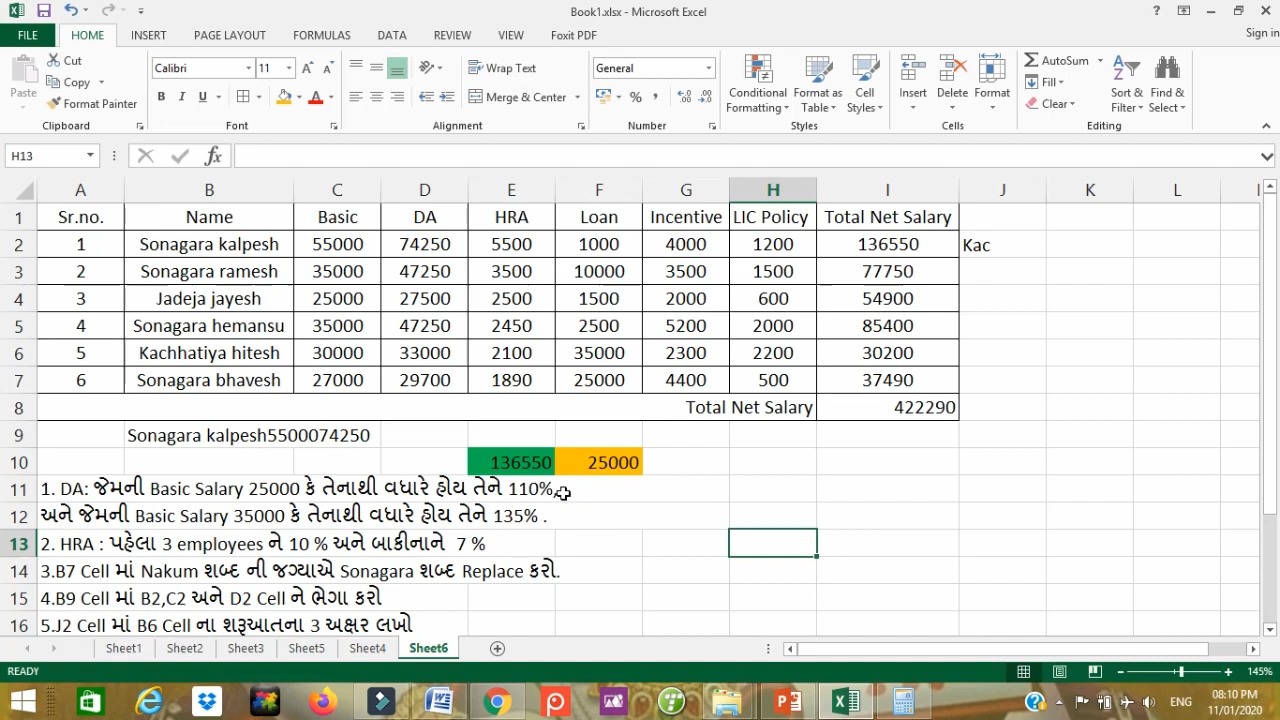 Book1.xlsx - Microsoft Excel
Sign in
FILE HOME INSERT PAGE LAYOUT FORMULAS DATA REVIEW VIEW Foxit PDF
Cut
Copy
Format Painter
Paste
Calibri 11
B I U
Wrap Text
Merge & Center
General
Conditional Formatting
Format as Table
Cell Styles
Insert Delete Format
AutoSum
Fill
Clear
Sort & Filter
Find & Select
Clipboard Font Alignment Number Styles Cells Editing
H13
A B C D E F G H I J K L
1 Sr.no. Name Basic DA HRA Loan Incentive LIC Policy Total Net Salary
2 1 Sonagara kalpesh 55000 74250 5500 1000 4000 1200 136550 Kac
3 2 Sonagara ramesh 35000 47250 3500 10000 3500 1500 77750
4 3 Jadeja jayesh 25000 27500 2500 1500 2000 600 54900
5 4 Sonagara hemansu 35000 47250 2450 2500 5200 2000 85400
6 5 Kachhatiya hitesh 30000 33000 2100 35000 2300 2200 30200
7 6 Sonagara bhavesh 27000 29700 1890 25000 4400 500 37490
8 Total Net Salary 422290
9 Sonagara kalpesh5500074250
10 136550 25000
11 1. DA: જેમની Basic Salary 25000 કે તેનાથી વધારે હોય તેને 110%,
12 અને જેમની Basic Salary 35000 કે તેનાથી વધારે હોય તેને 135% .
13 2. HRA : પહેલા 3 employees ને 10 % અને બાકીનાને 7 %
14 3.B7 Cell માં Nakum શબ્દ ની જગ્યાએ Sonagara શબ્દ Replace કરો.
15 4.B9 Cell માં B2,C2 અને D2 Cell ને ભેગા કરો
16 5.J2 Cell માં B6 Cell ના શરૂઆતના 3 અક્ષર લખો
Sheet1 Sheet2 Sheet3 Sheet5 Sheet4 Sheet6
READY 145%
ENG
08:10 PM
11/01/2020